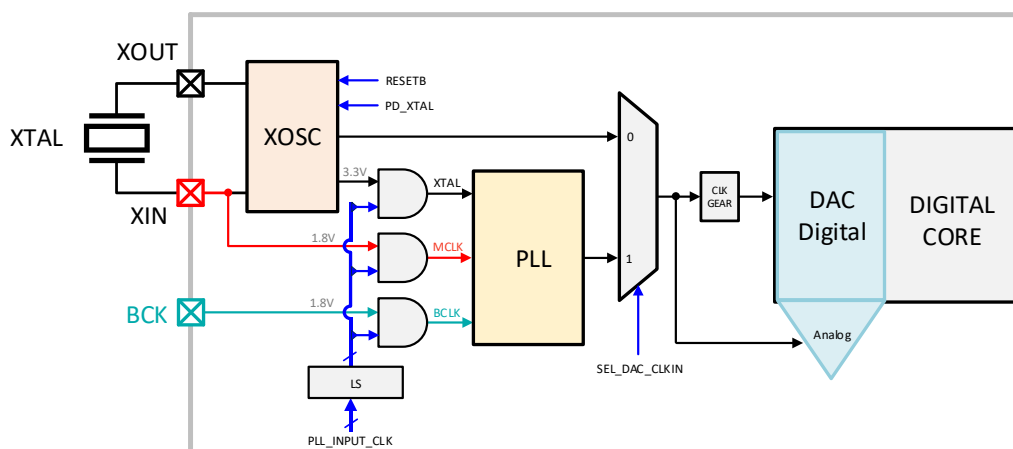 XOUT
XTAL
XIN
BCK
XOSC
RESETB
PD_XTAL
3.3V
1.8V
1.8V
XTAL
MCLK
BCLK
LS
PLL_INPUT_CLK
PLL
0
1
SEL_DAC_CLKIN
CLK
GEAR
DAC
Digital
Analog
DIGITAL
CORE